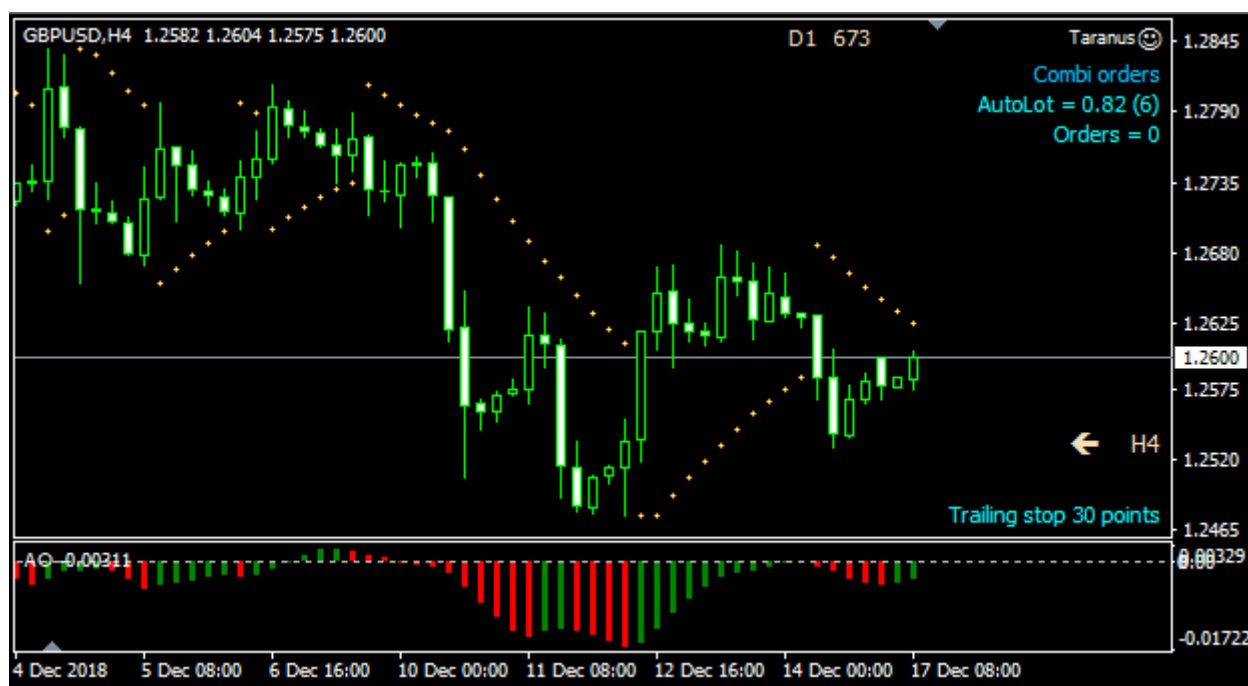 GBPUSD,H4 1.2582 1.2604 1.2575 1.2600
D1 673
Taranus
Combi orders
AutoLot = 0.82 (6)
Orders = 0
H4
Trailing stop 30 points
1.2845
1.2790
1.2735
1.2680
1.2625
1.2600
1.2575
1.2520
1.2465
AO -0.00311
0.00329
0.00
-0.01722
4 Dec 2018 5 Dec 08:00 6 Dec 16:00 10 Dec 00:00 11 Dec 08:00 12 Dec 16:00 14 Dec 00:00 17 Dec 08:00